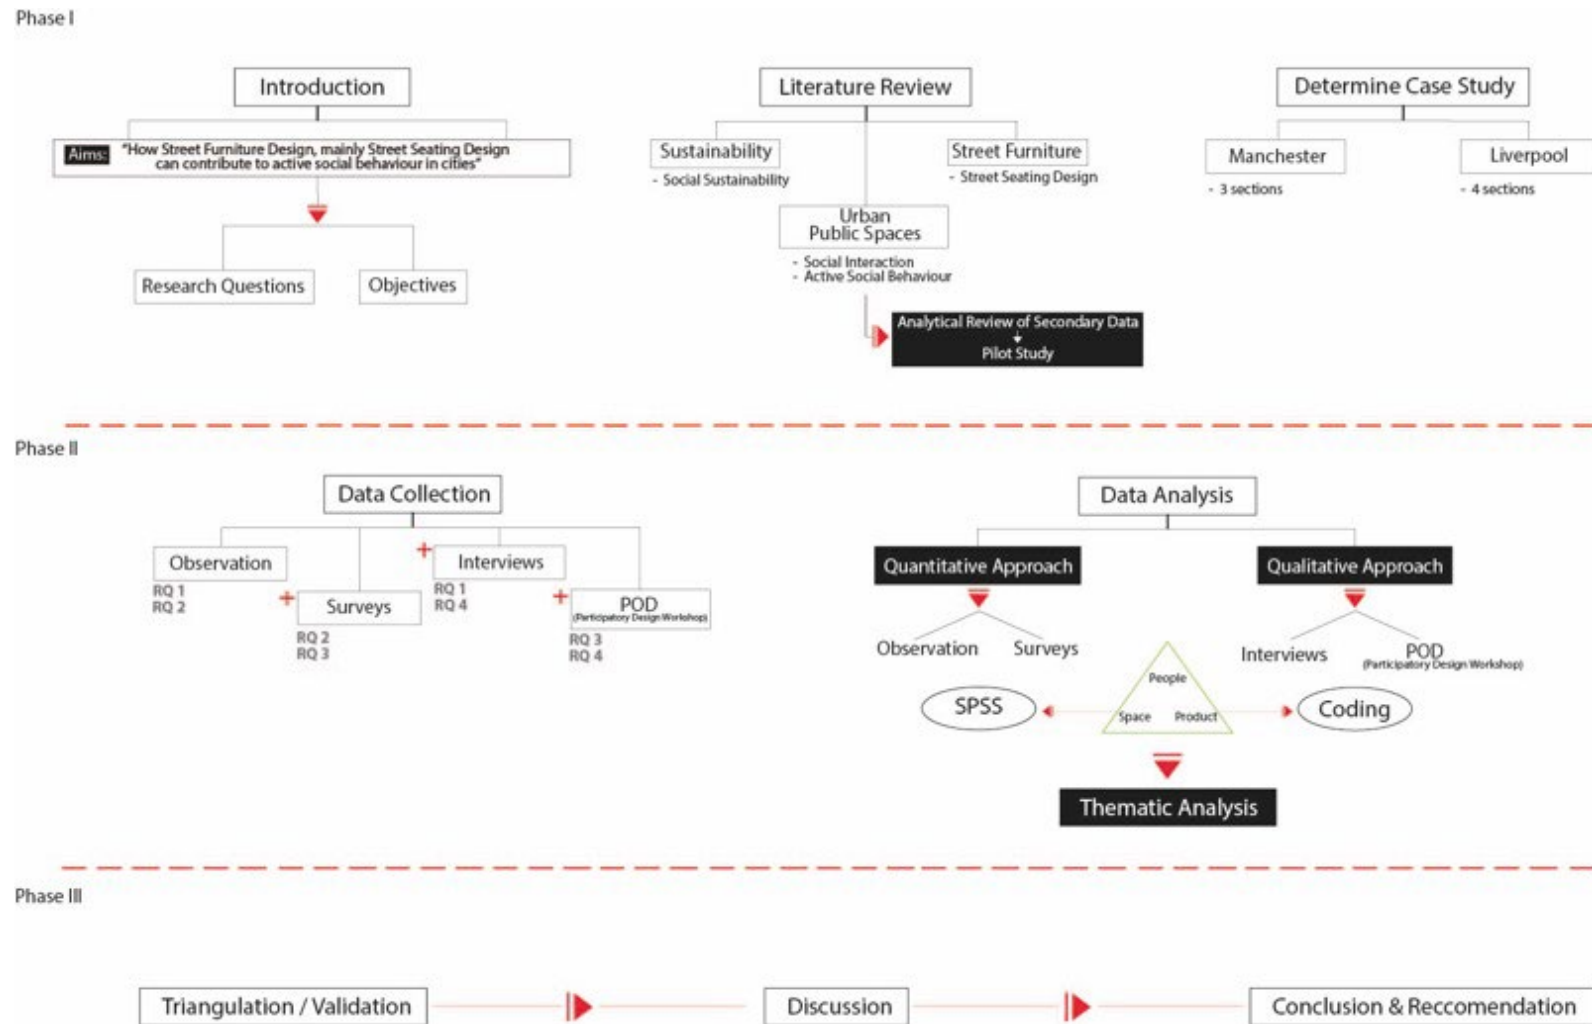 Phase I
Introduction
Aims: "How Street Furniture Design, mainly Street Seating Design
can contribute to active social behaviour in cities"
Research Questions
Objectives
Literature Review
Sustainability
- Social Sustainability
Street Furniture
- Street Seating Design
Urban
Public Spaces
- Social Interaction
- Active Social Behaviour
Analytical Review of Secondary Data
Pilot Study
Determine Case Study
Manchester
- 3 sections
Liverpool
- 4 sections
Phase II
Data Collection
Observation
RQ 1
RQ 2
+
Surveys
RQ 2
RQ 3
+
Interviews
RQ 1
RQ 4
+
POD
(Participatory Design Workshop)
RQ 3
RQ 4
Data Analysis
Quantitative Approach
Observation
Surveys
Qualitative Approach
Interviews
POD
(Participatory Design Workshop)
SPSS
People
Space
Product
Coding
Thematic Analysis
Phase III
Triangulation / Validation
Discussion
Conclusion & Reccomendation